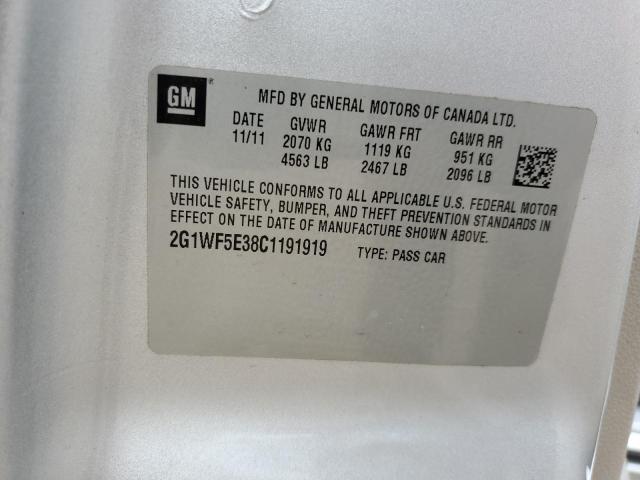 GM
MFD BY GENERAL MOTORS OF CANADA LTD.
DATE GVWR GAWR FRT GAWR RR
11/11 2070 KG 1119 KG 951 KG
4563 LB 2467 LB 2096 LB
THIS VEHICLE CONFORMS TO ALL APPLICABLE U.S. FEDERAL MOTOR
VEHICLE SAFETY, BUMPER, AND THEFT PREVENTION STANDARDS IN
EFFECT ON THE DATE OF MANUFACTURE SHOWN ABOVE.
2G1WF5E38C1191919 TYPE: PASS CAR